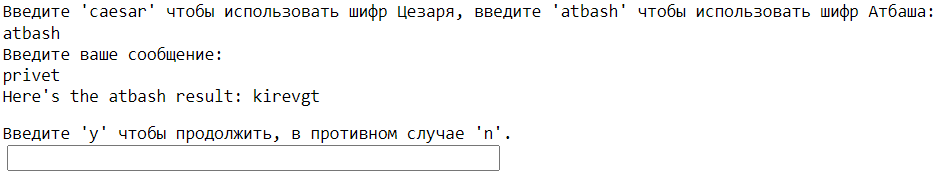 Введите 'caesar' чтобы использовать шифр Цезаря, введите 'atbash' чтобы использовать шифр Атбаша:
atbash
Введите ваше сообщение:
privet
Here's the atbash result: kirevgt
Введите 'y' чтобы продолжить, в противном случае 'n'.